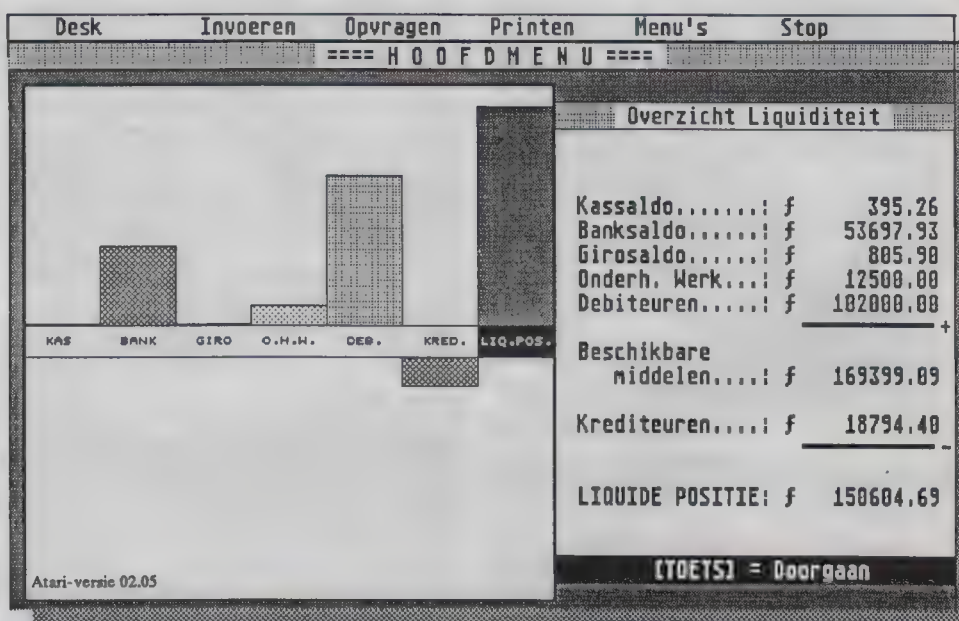 Desk Invoeren Opvragen Printen Menu's Stop
==== H O O F D M E N U ====
Overzicht Liquiditeit
Kassaldo.......: ƒ 395.26
Banksaldo......: ƒ 53697.93
Girosaldo......: ƒ 805.90
Onderh. Werk...: ƒ 12500.00
Debiteuren.....: ƒ 102000.00
+
KAS BANK GIRO O.H.W. DEB. KRED. LIQ.POS.
Beschikbare
middelen....: ƒ 169399.09
Krediteuren....: ƒ 18794.40
-
LIQUIDE POSITIE: ƒ 150604.69
[TOETS] = Doorgaan
Atari-versie 02.05